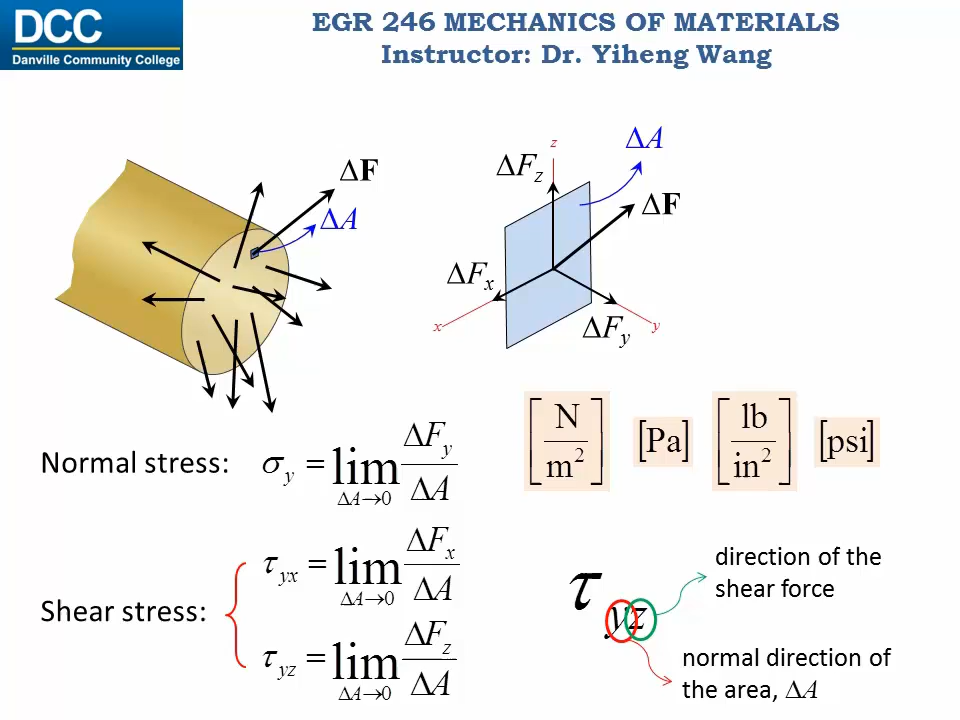 DCC
Danville Community College
EGR 246 MECHANICS OF MATERIALS
Instructor: Dr. Yiheng Wang
ΔF
ΔA
z
ΔA
ΔF_z
ΔF
ΔF_x
x
ΔF_y
y
[N/m²] [Pa] [lb/in²] [psi]
Normal stress: σ_y = lim_{ΔA→0} ΔF_y/ΔA
Shear stress:
τ_yx = lim_{ΔA→0} ΔF_x/ΔA
τ_yz = lim_{ΔA→0} ΔF_z/ΔA
τ_yz
direction of the
shear force
normal direction of
the area, ΔA